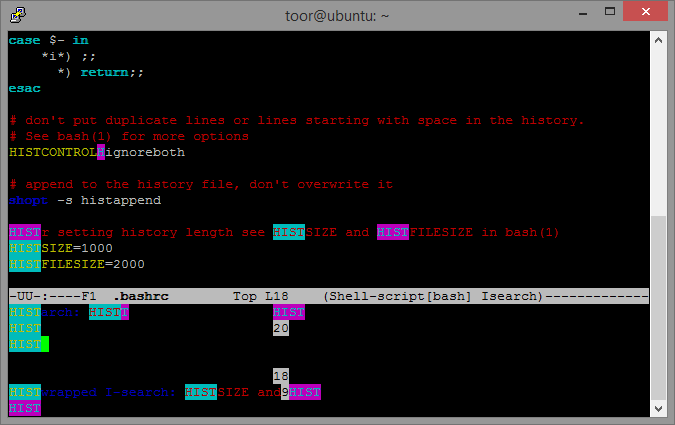 toor@ubuntu: ~
case $- in
*i*) ;;
*) return;;
esac
# don't put duplicate lines or lines starting with space in the history.
# See bash(1) for more options
HISTCONTROLHignoreboth
# append to the history file, don't overwrite it
shopt -s histappend
HISTr setting history length see HISTSIZE and HISTFILESIZE in bash(1)
HISTSIZE=1000
HISTFILESIZE=2000
-UU-:----F1 .bashrc Top L18 (Shell-script[bash] Isearch)-------------
HISTarch: HISTT HIST
HIST 20
HIST
18
HISTwrapped I-search: HISTSIZE and9HIST
HIST